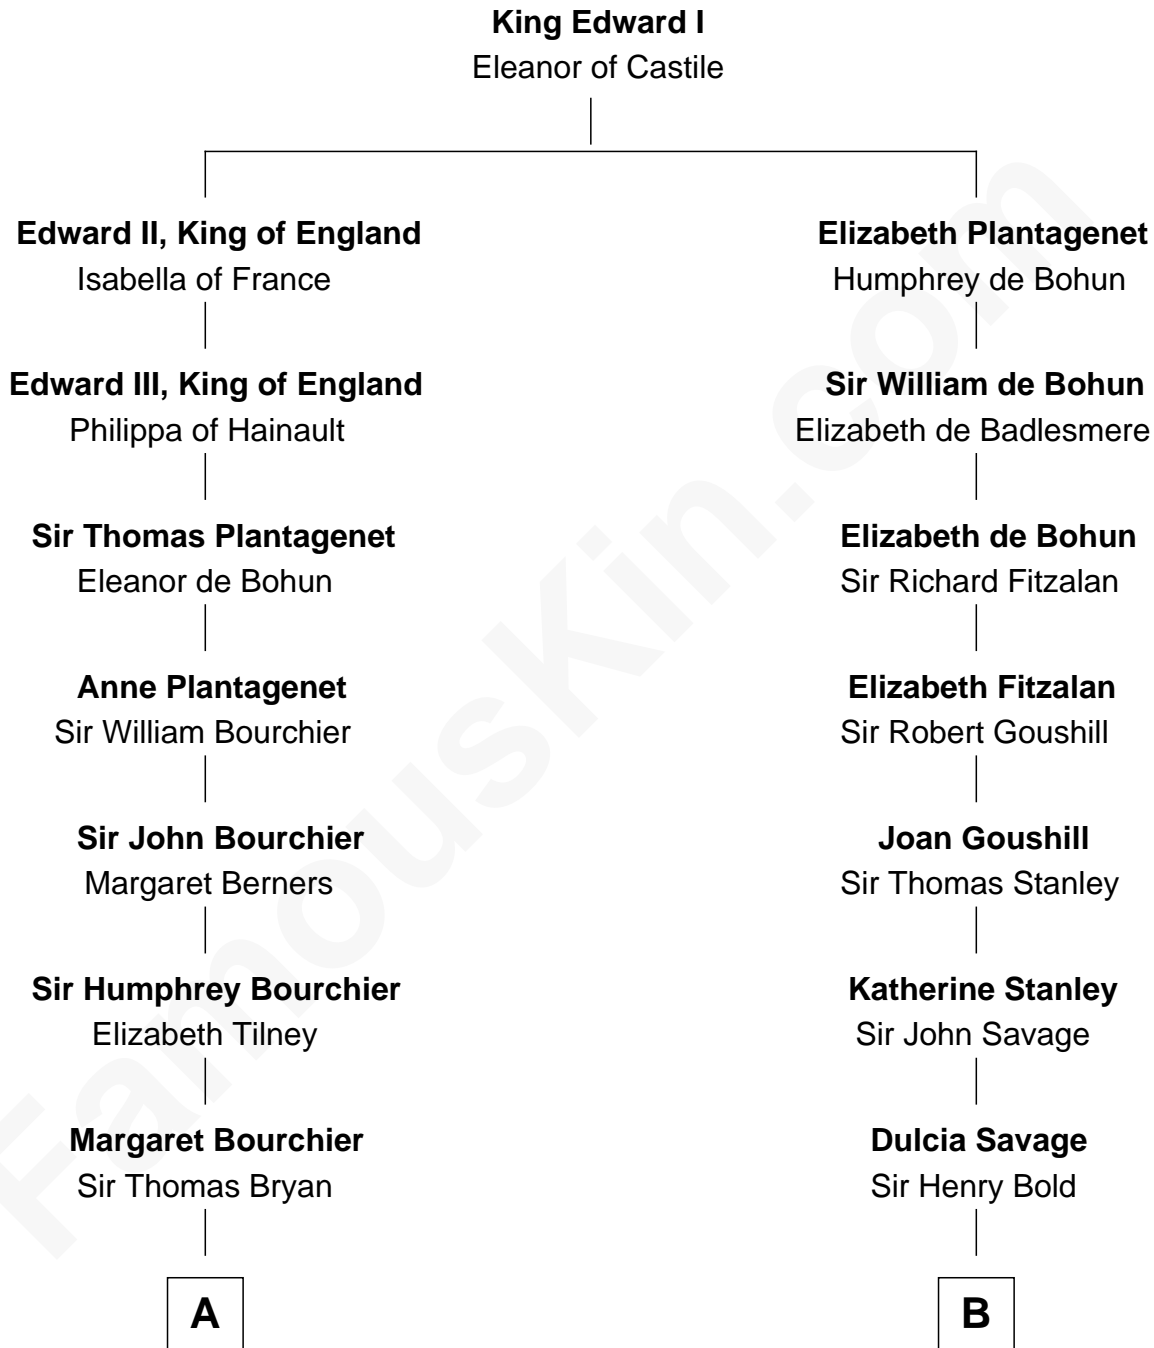 King Edward I
Eleanor of Castile
Edward II, King of England
Isabella of France
Edward III, King of England
Philippa of Hainault
Sir Thomas Plantagenet
Eleanor de Bohun
Anne Plantagenet
Sir William Bourchier
Sir John Bourchier
Margaret Berners
Sir Humphrey Bourchier
Elizabeth Tilney
Margaret Bourchier
Sir Thomas Bryan
A
Elizabeth Plantagenet
Humphrey de Bohun
Sir William de Bohun
Elizabeth de Badlesmere
Elizabeth de Bohun
Sir Richard Fitzalan
Elizabeth Fitzalan
Sir Robert Goushill
Joan Goushill
Sir Thomas Stanley
Katherine Stanley
Sir John Savage
Dulcia Savage
Sir Henry Bold
B
FamousKin.com